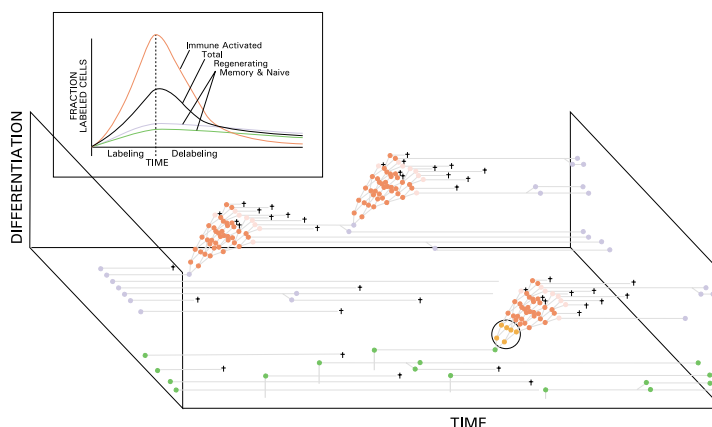 Immune Activated
Total
Regenerating
Memory & Naive
FRACTION
LABELED CELLS
Labeling
Delabeling
TIME
DIFFERENTIATION
TIME